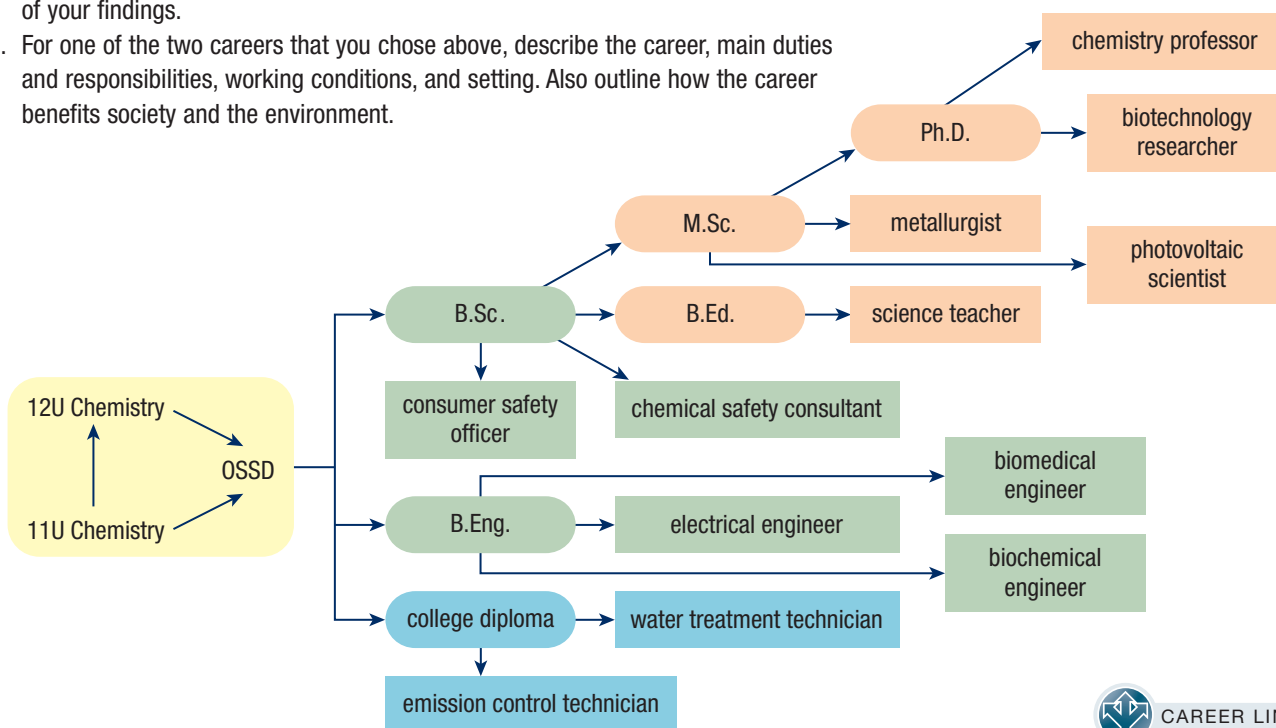 of your findings.
. For one of the two careers that you chose above, describe the career, main duties
and responsibilities, working conditions, and setting. Also outline how the career
benefits society and the environment.
chemistry professor
Ph.D.
biotechnology
researcher
M.Sc.
metallurgist
photovoltaic
scientist
B.Sc.
B.Ed.
science teacher
12U Chemistry
OSSD
11U Chemistry
consumer safety
officer
chemical safety consultant
biomedical
engineer
B.Eng.
electrical engineer
biochemical
engineer
college diploma
water treatment technician
emission control technician
CAREER